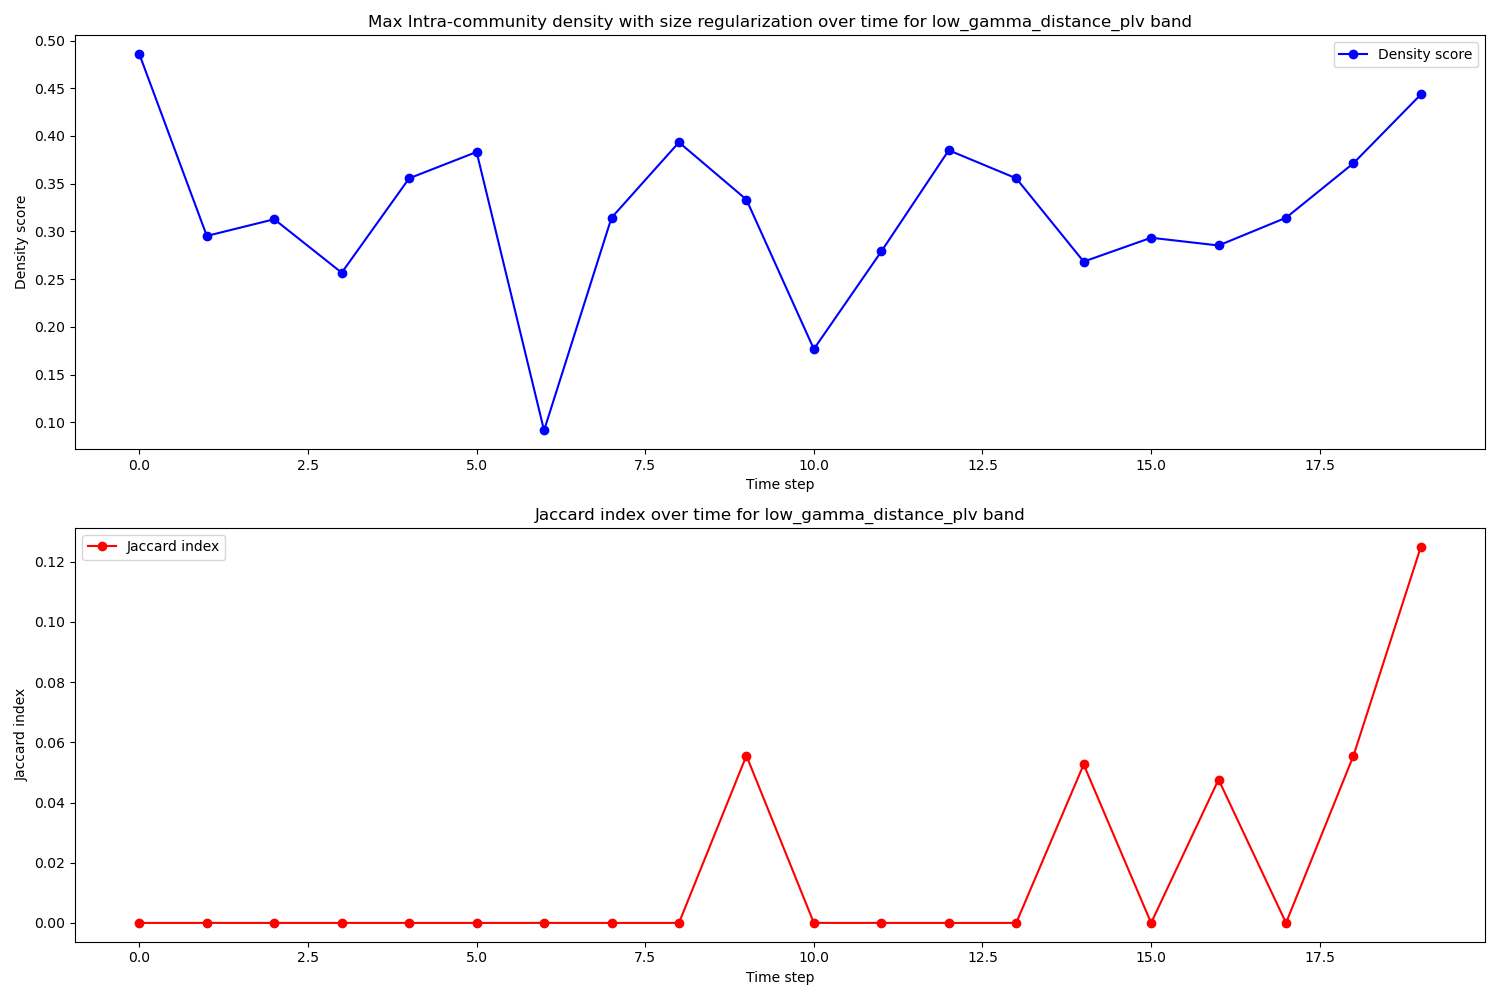 Max Intra-community density with size regularization over time for low_gamma_distance_plv band
Density score
0.50
0.45
0.40
0.35
0.30
0.25
0.20
0.15
0.10
Density score
0.0 2.5 5.0 7.5 10.0 12.5 15.0 17.5
Time step
Jaccard index over time for low_gamma_distance_plv band
Jaccard index
0.12
0.10
0.08
0.06
0.04
0.02
0.00
Jaccard index
0.0 2.5 5.0 7.5 10.0 12.5 15.0 17.5
Time step